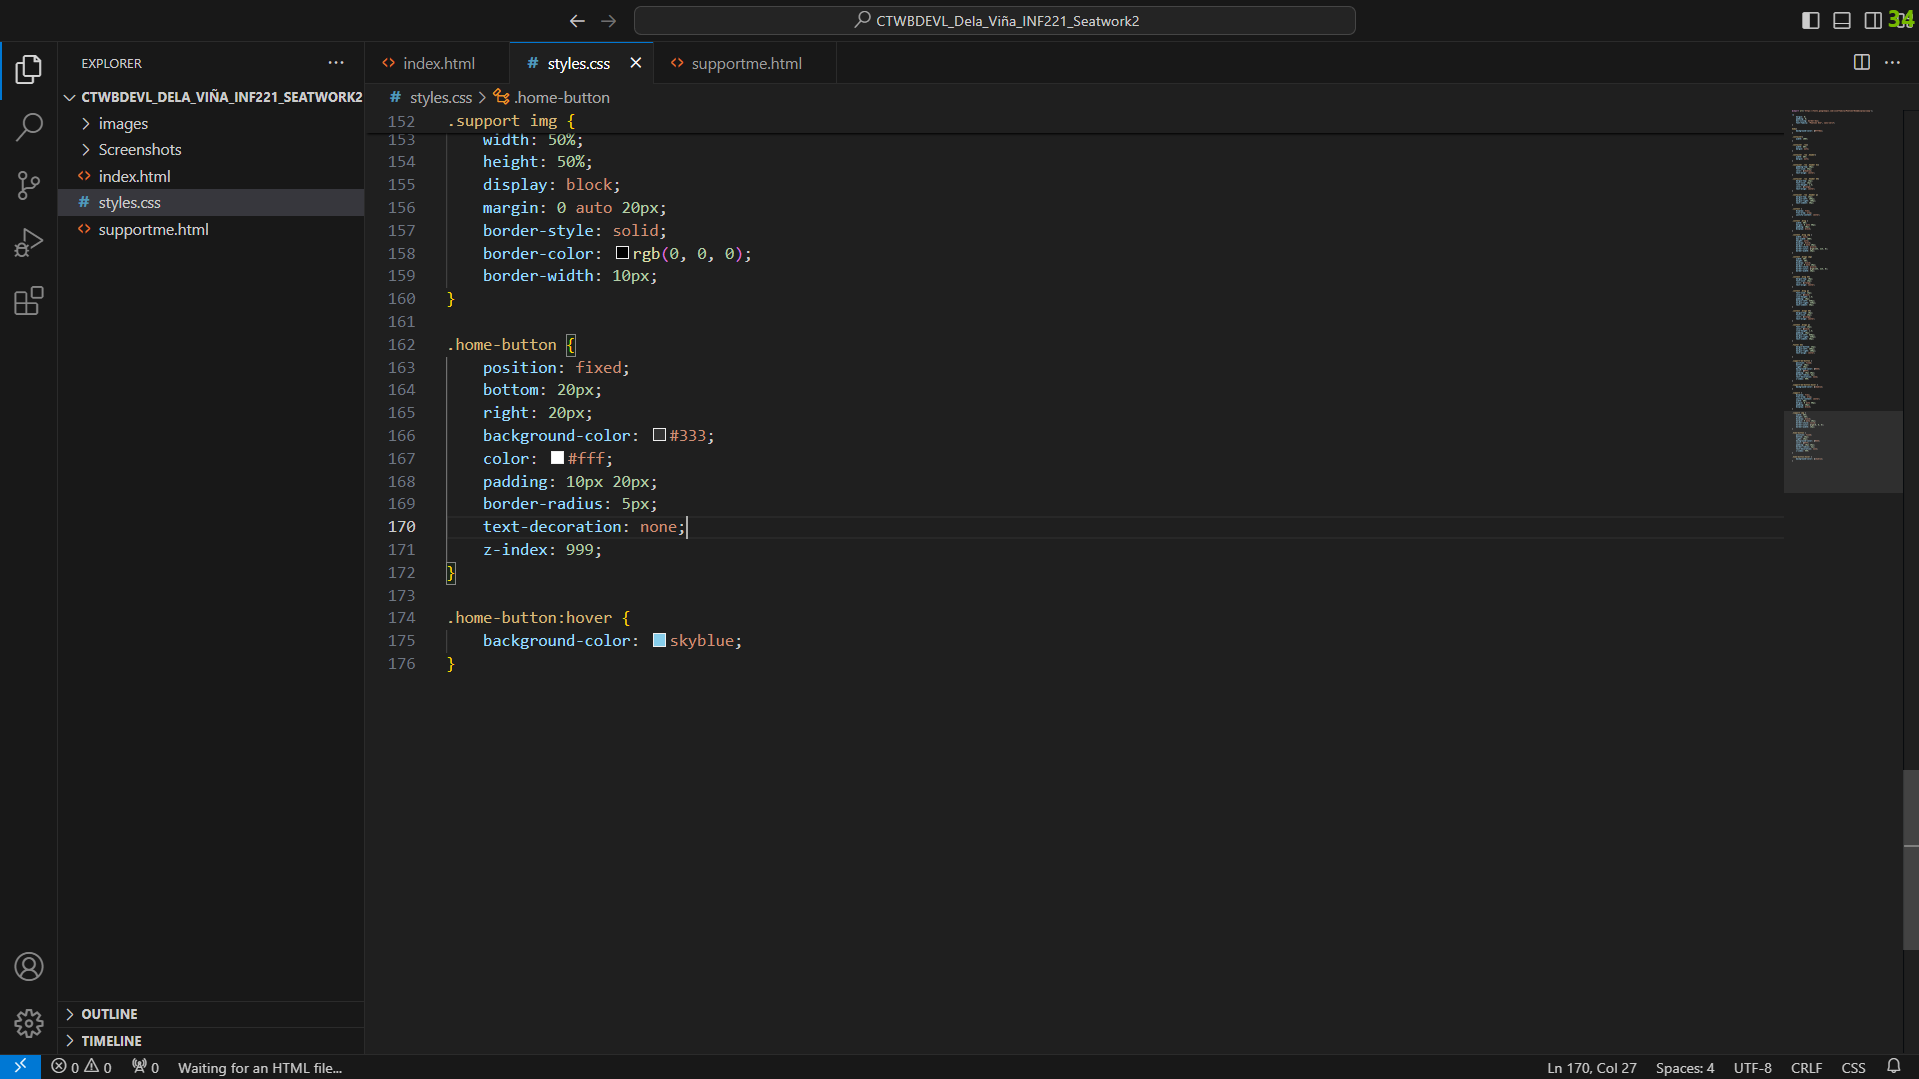 CTWBDEVL_Dela_Viña_INF221_Seatwork2
34
EXPLORER
index.html
styles.css
supportme.html
CTWBDEVL_DELA_VIÑA_INF221_SEATWORK2
images
Screenshots
index.html
styles.css
supportme.html
OUTLINE
TIMELINE
styles.css > .home-button
152 .support img {
153 width: 50%;
154 height: 50%;
155 display: block;
156 margin: 0 auto 20px;
157 border-style: solid;
158 border-color: rgb(0, 0, 0);
159 border-width: 10px;
160 }
161
162 .home-button {
163 position: fixed;
164 bottom: 20px;
165 right: 20px;
166 background-color: #333;
167 color: #fff;
168 padding: 10px 20px;
169 border-radius: 5px;
170 text-decoration: none;
171 z-index: 999;
172 }
173
174 .home-button:hover {
175 background-color: skyblue;
176 }
0 0 0 Waiting for an HTML file... Ln 170, Col 27 Spaces: 4 UTF-8 CRLF CSS